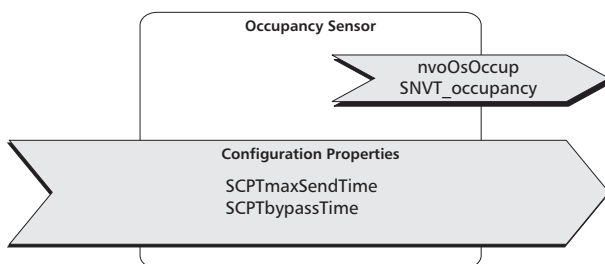 Occupancy Sensor
nvoOsOccup
SNVT_occupancy
Configuration Properties
SCPTmaxSendTime
SCPTbypassTime